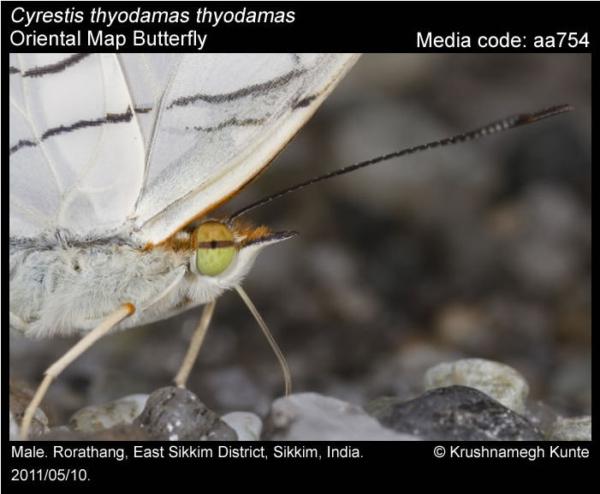 Cyrestis thyodamas thyodamas
Oriental Map Butterfly
Media code: aa754
Male. Rorathang, East Sikkim District, Sikkim, India.
© Krushnamegh Kunte
2011/05/10.